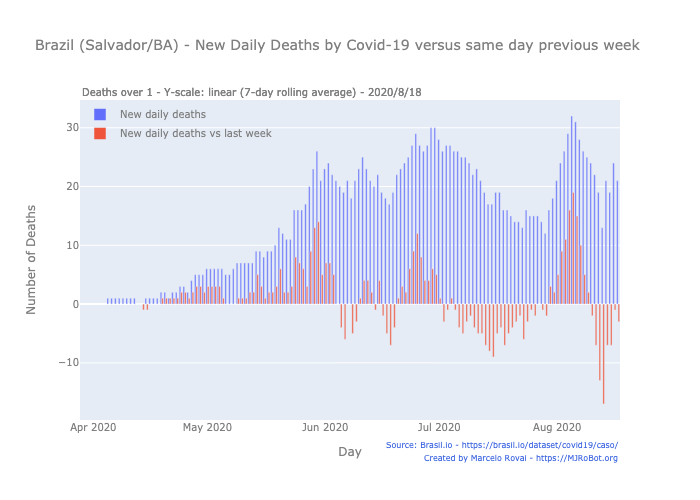 Brazil (Salvador/BA) - New Daily Deaths by Covid-19 versus same day previous week
Deaths over 1 - Y-scale: linear (7-day rolling average) - 2020/8/18
New daily deaths
New daily deaths vs last week
30
20
10
0
−10
Number of Deaths
Apr 2020
May 2020
Jun 2020
Jul 2020
Aug 2020
Day
Source: Brasil.io - https://brasil.io/dataset/covid19/caso/
Created by Marcelo Rovai - https://MJRoBot.org